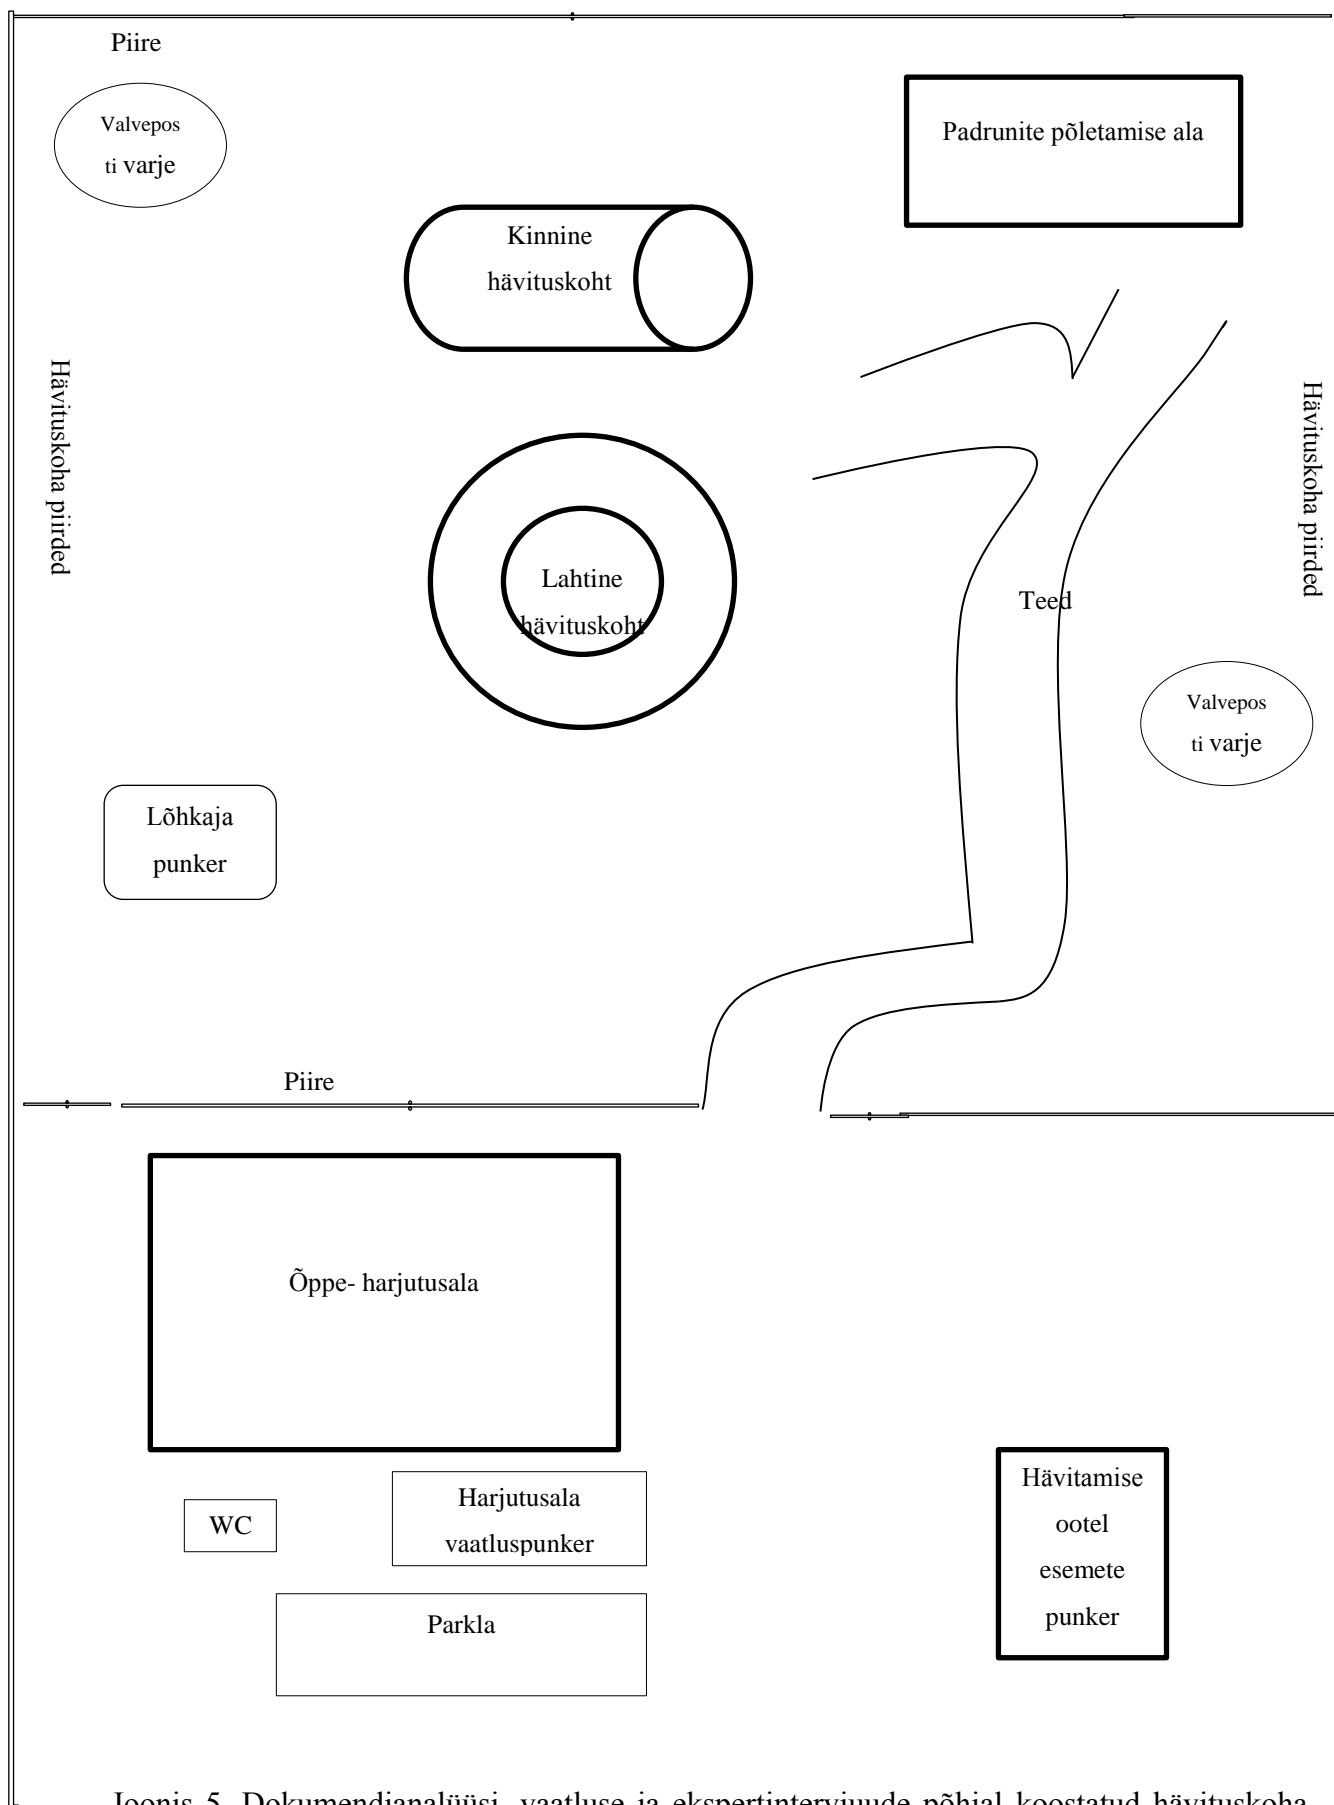 Piire
Valvepos
ti varje
Padrunite põletamise ala
Kinnine
hävituskoht
Hävituskoha piirded
Hävituskoha piirded
Lahtine
hävituskoht
Teed
Valvepos
ti varje
Lõhkaja
punker
Piire
Õppe- harjutusala
Hävitamise
ootel
esemete
punker
Harjutusala
vaatluspunker
WC
Parkla
Joonis 5. Dokumendianalüüsi, vaatluse ja ekspertintervjuude põhjal koostatud hävituskoha